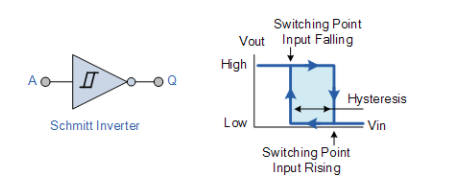 Switching Point
Input Falling
Vout
High
A
Q
Hysteresis
Schmitt Inverter
Low
Vin
Switching Point
Input Rising